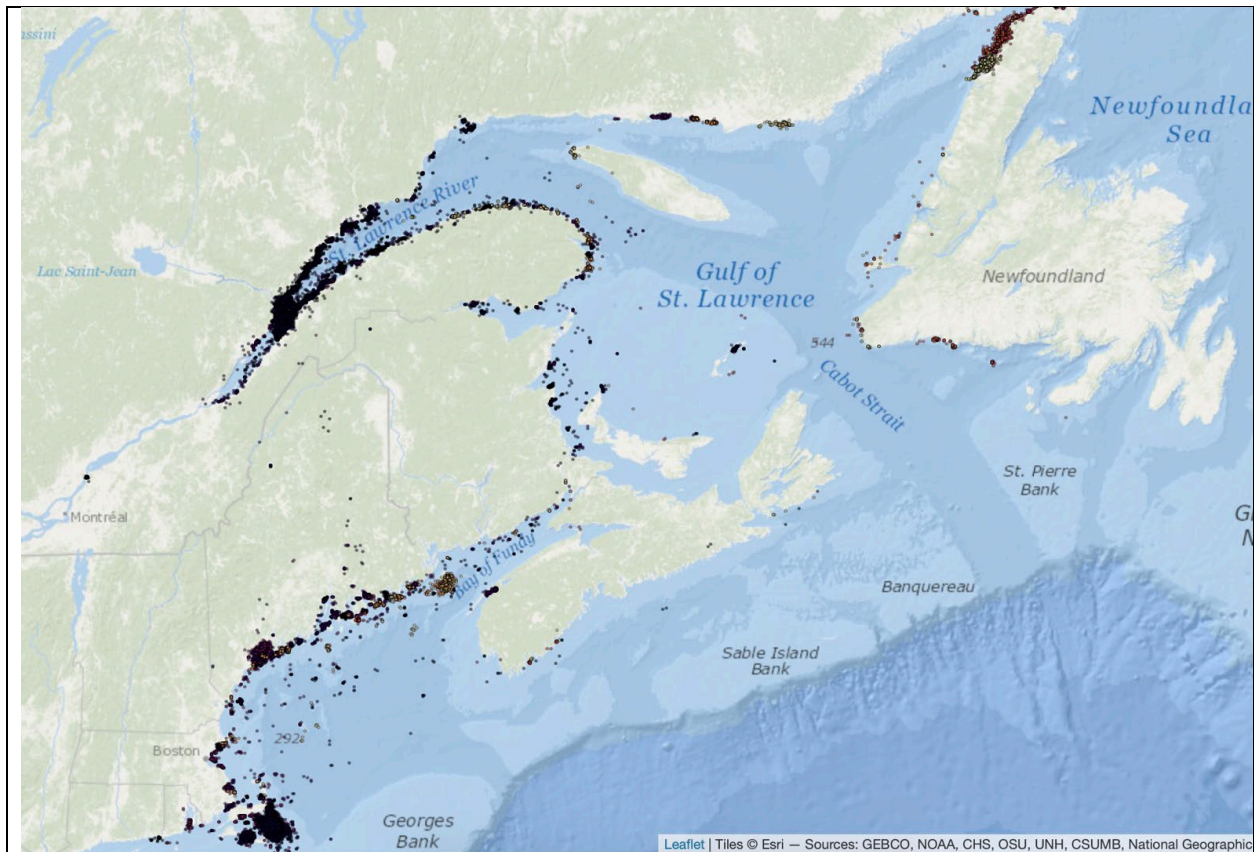 ssini
Newfoundla
Sea
St. Lawrence River
Lac Saint-Jean
Gulf of
St. Lawrence
Newfoundland
544
Cabot Strait
St. Pierre
Bank
Montréal
G
N
Bay of Fundy
Banquereau
Sable Island
Bank
292
Boston
Georges
Bank
Leaflet | Tiles © Esri — Sources: GEBCO, NOAA, CHS, OSU, UNH, CSUMB, National Geographic